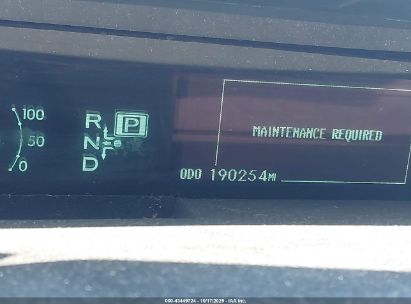 100
50
0
R
N
D
P
MAINTENANCE REQUIRED
ODO 190254MI